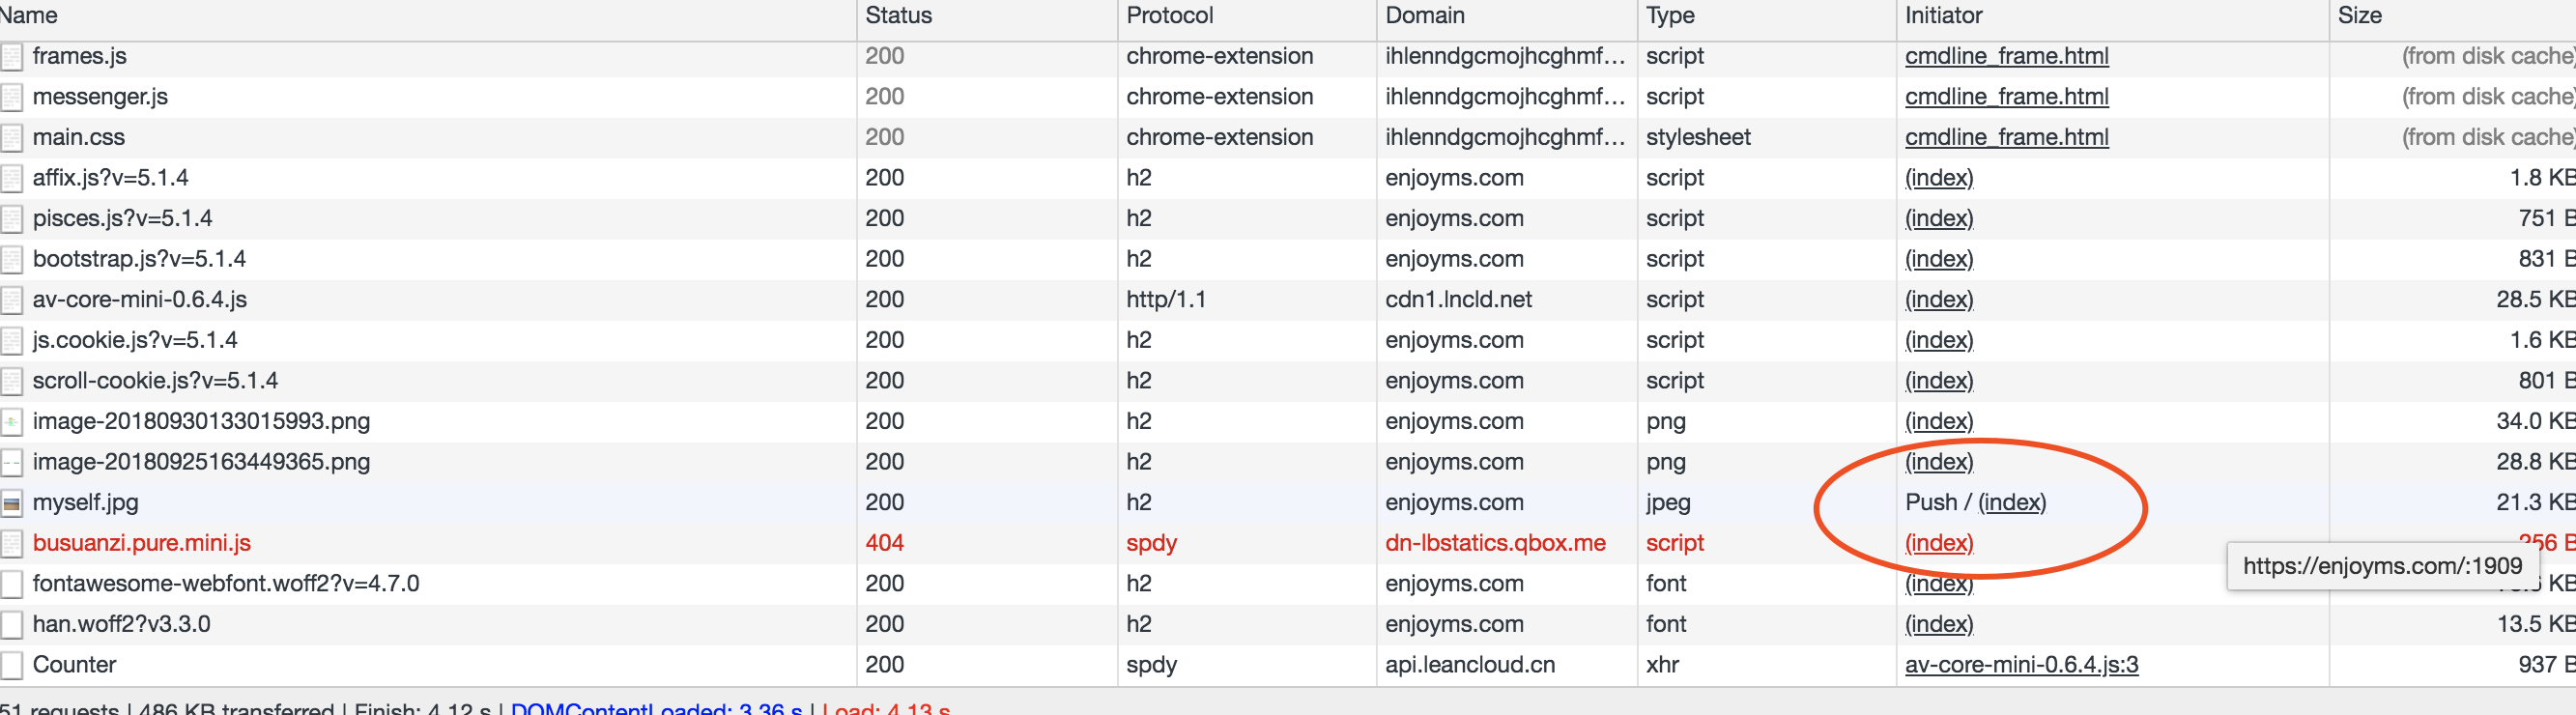 Name Status Protocol Domain Type Initiator Size
frames.js 200 chrome-extension ihlenndgcmojhcghmf... script cmdline_frame.html (from disk cache)
messenger.js 200 chrome-extension ihlenndgcmojhcghmf... script cmdline_frame.html (from disk cache)
main.css 200 chrome-extension ihlenndgcmojhcghmf... stylesheet cmdline_frame.html (from disk cache)
affix.js?v=5.1.4 200 h2 enjoyms.com script (index) 1.8 KB
pisces.js?v=5.1.4 200 h2 enjoyms.com script (index) 751 B
bootstrap.js?v=5.1.4 200 h2 enjoyms.com script (index) 831 B
av-core-mini-0.6.4.js 200 http/1.1 cdn1.lncld.net script (index) 28.5 KB
js.cookie.js?v=5.1.4 200 h2 enjoyms.com script (index) 1.6 KB
scroll-cookie.js?v=5.1.4 200 h2 enjoyms.com script (index) 801 B
image-20180930133015993.png 200 h2 enjoyms.com png (index) 34.0 KB
image-20180925163449365.png 200 h2 enjoyms.com png (index) 28.8 KB
myself.jpg 200 h2 enjoyms.com jpeg Push / (index) 21.3 KB
busuanzi.pure.mini.js 404 spdy dn-lbstatics.qbox.me script (index) 256 B
https://enjoyms.com/:1909
fontawesome-webfont.woff2?v=4.7.0 200 h2 enjoyms.com font (index) KB
han.woff2?v3.3.0 200 h2 enjoyms.com font (index) 13.5 KB
Counter 200 spdy api.leancloud.cn xhr av-core-mini-0.6.4.js:3 937 B
51 requests | 486 KB transferred | Finish: 4.12 s | DOMContentLoaded: 3.36 s | Load: 4.13 s